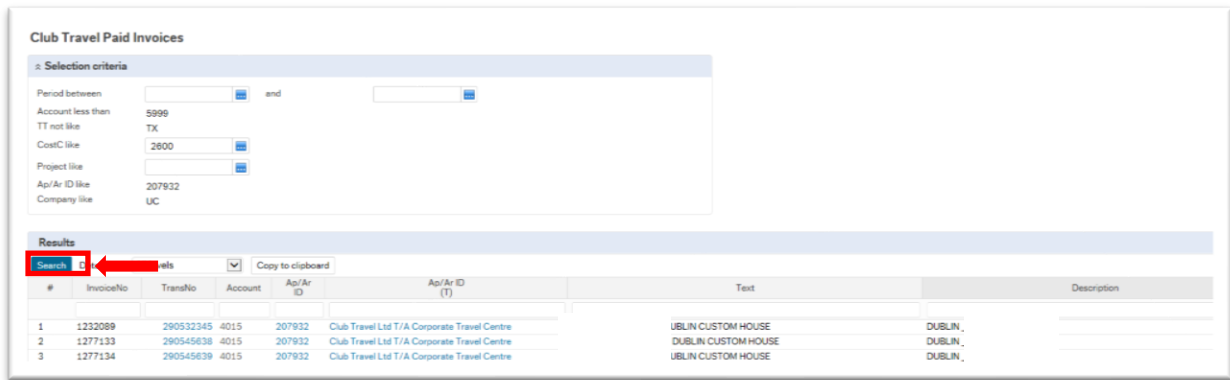 Club Travel Paid Invoices
Selection criteria
Period between and
Account less than 5999
TT not like TX
CostC like 2600
Project like
Ap/Ar ID like 207932
Company like UC
Results
Search Copy to clipboard
# InvoiceNo TransNo Account Ap/Ar ID Ap/Ar ID (T) Text Description
1 1232089 290532345 4015 207932 Club Travel Ltd T/A Corporate Travel Centre UBLIN CUSTOM HOUSE DUBLIN
2 1277133 290545638 4015 207932 Club Travel Ltd T/A Corporate Travel Centre DUBLIN CUSTOM HOUSE DUBLIN
3 1277134 290545639 4015 207932 Club Travel Ltd T/A Corporate Travel Centre UBLIN CUSTOM HOUSE DUBLIN